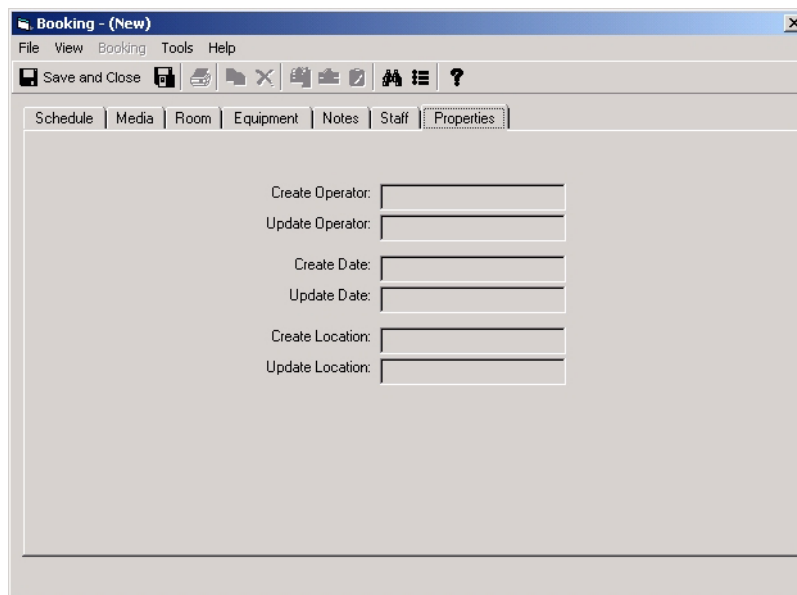 Booking - (New)
File View Booking Tools Help
Save and Close ?
Schedule Media Room Equipment Notes Staff Properties
Create Operator:
Update Operator:
Create Date:
Update Date:
Create Location:
Update Location: